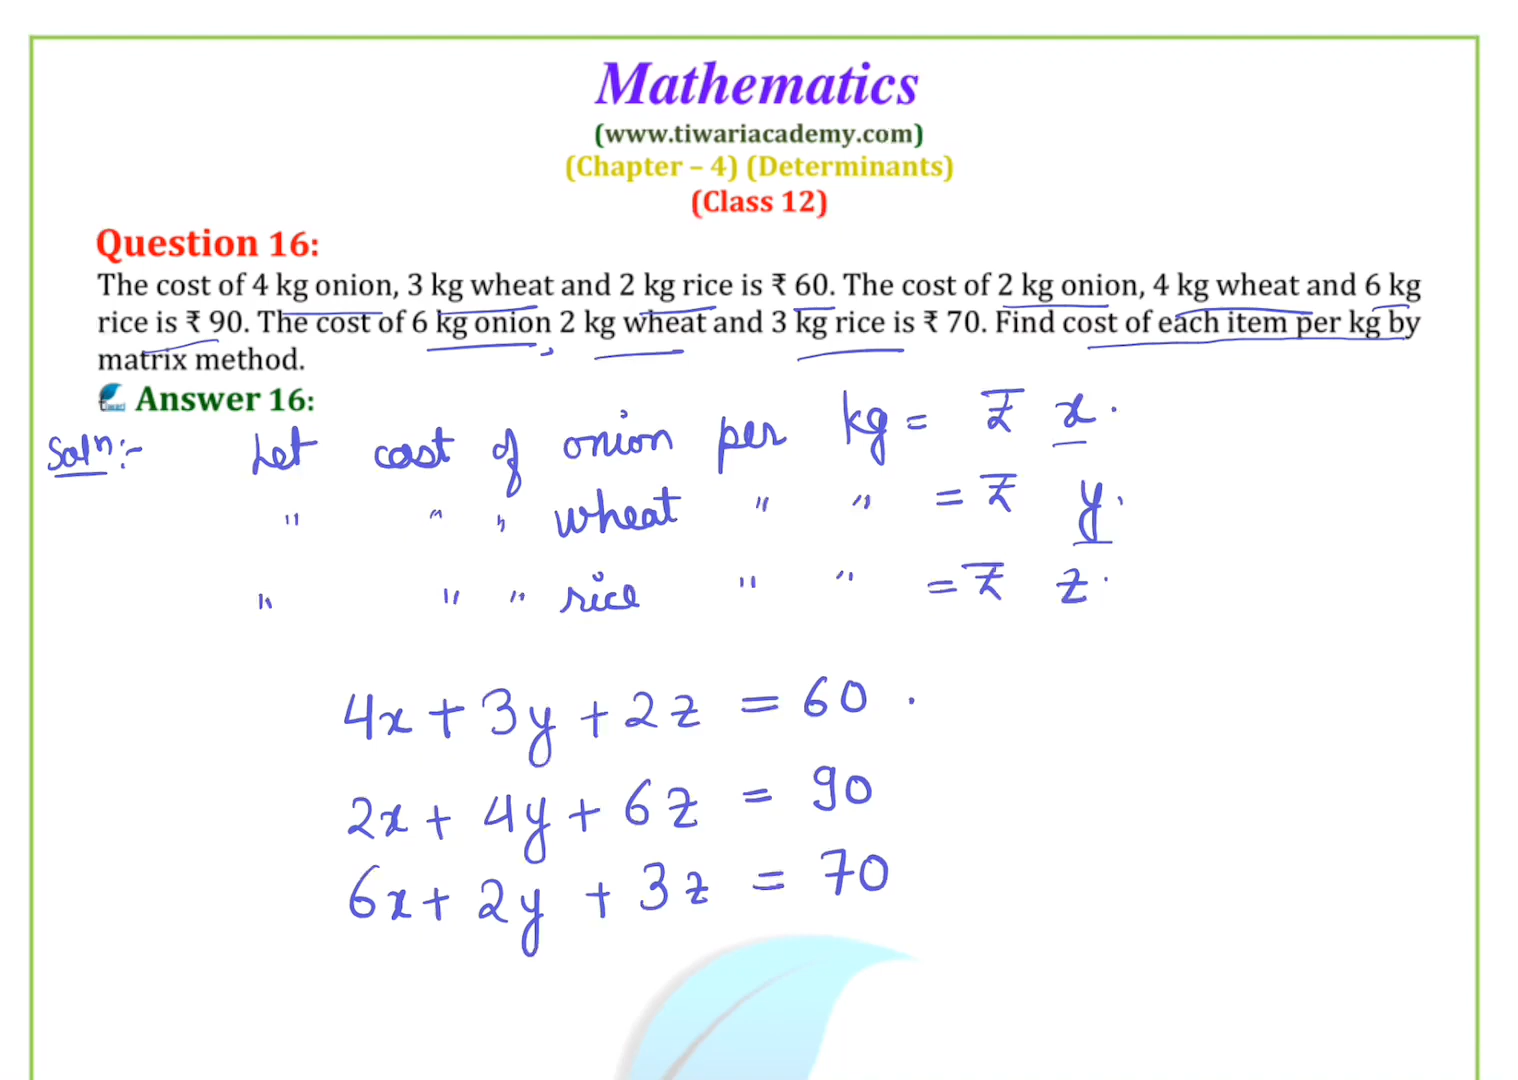 Mathematics
(www.tiwariacademy.com)
(Chapter – 4) (Determinants)
(Class 12)
Question 16:
The cost of 4 kg onion, 3 kg wheat and 2 kg rice is ₹ 60. The cost of 2 kg onion, 4 kg wheat and 6 kg
rice is ₹ 90. The cost of 6 kg onion 2 kg wheat and 3 kg rice is ₹ 70. Find cost of each item per kg by
matrix method.
Answer 16:
Solⁿ:- Let cost of onion per kg = ₹ x.
" " " wheat " " = ₹ y.
" " " rice " " = ₹ z.
4x + 3y + 2z = 60 .
2x + 4y + 6z = 90
6x + 2y + 3z = 70